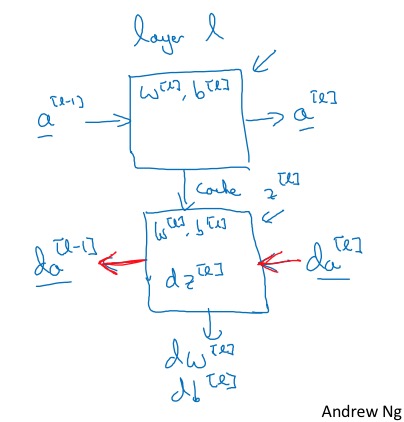 layer l
w^[l], b^[l]
a^[l-1]
a^[l]
cache z^[l]
w^[l], b^[l]
da^[l-1]
dz^[l]
da^[l]
dw^[l]
db^[l]
Andrew Ng